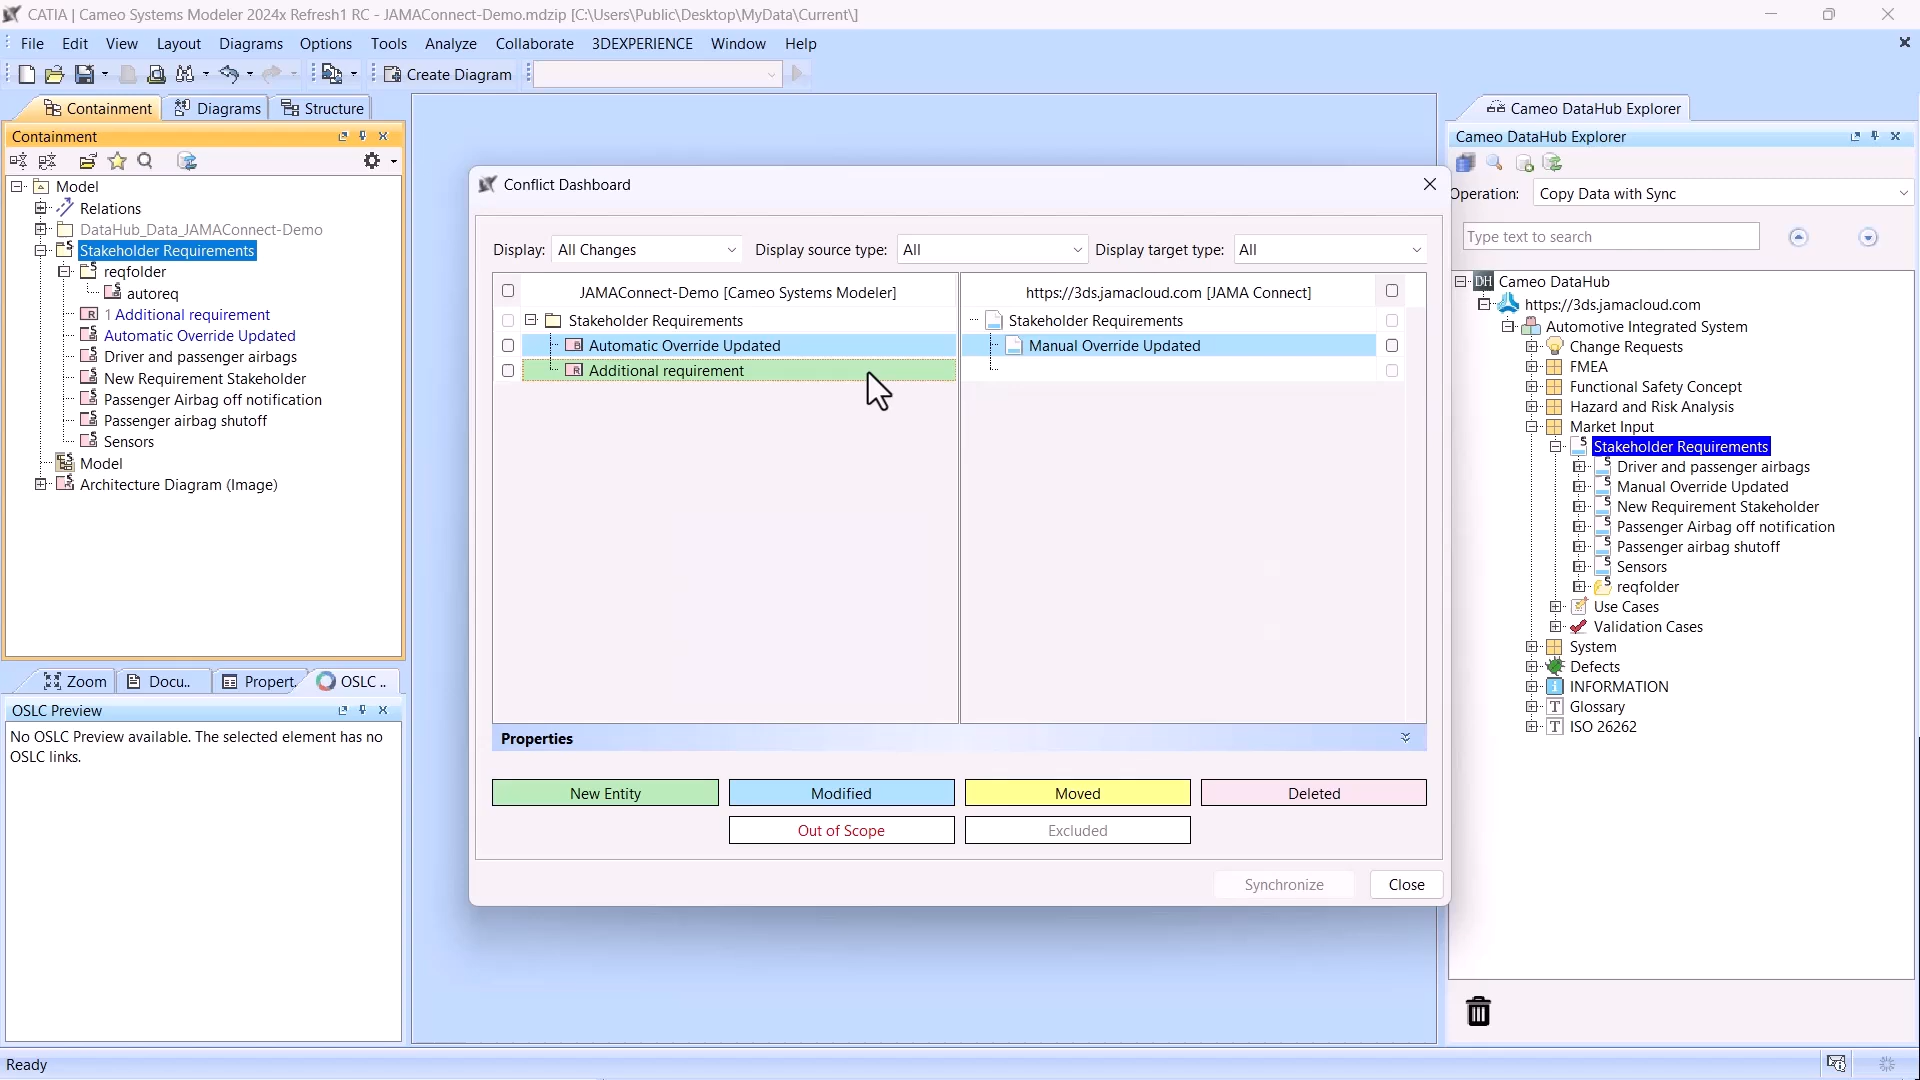 CATIA | Cameo Systems Modeler 2024x Refresh1 RC - JAMAConnect-Demo.mdzip [C:\Users\Public\Desktop\MyData\Current\]
File Edit View Layout Diagrams Options Tools Analyze Collaborate 3DEXPERIENCE Window Help
Create Diagram
Containment Diagrams Structure
Containment
Model
Relations
DataHub_Data_JAMAConnect-Demo
Stakeholder Requirements
reqfolder
autoreq
R 1 Additional requirement
Automatic Override Updated
Driver and passenger airbags
New Requirement Stakeholder
Passenger Airbag off notification
Passenger airbag shutoff
Sensors
Model
Architecture Diagram (Image)
Zoom Docu.. Propert. OSLC ..
OSLC Preview
No OSLC Preview available. The selected element has no
OSLC links.
Conflict Dashboard
Display: All Changes Display source type: All Display target type: All
JAMAConnect-Demo [Cameo Systems Modeler] https://3ds.jamacloud.com [JAMA Connect]
Stakeholder Requirements Stakeholder Requirements
Automatic Override Updated Manual Override Updated
R Additional requirement
Properties
New Entity Modified Moved Deleted
Out of Scope Excluded
Synchronize Close
Cameo DataHub Explorer
Cameo DataHub Explorer
Operation: Copy Data with Sync
Type text to search
DH Cameo DataHub
https://3ds.jamacloud.com
Automotive Integrated System
Change Requests
FMEA
Functional Safety Concept
Hazard and Risk Analysis
Market Input
Stakeholder Requirements
Driver and passenger airbags
Manual Override Updated
New Requirement Stakeholder
Passenger Airbag off notification
Passenger airbag shutoff
Sensors
reqfolder
Use Cases
Validation Cases
System
Defects
INFORMATION
T Glossary
T ISO 26262
Ready